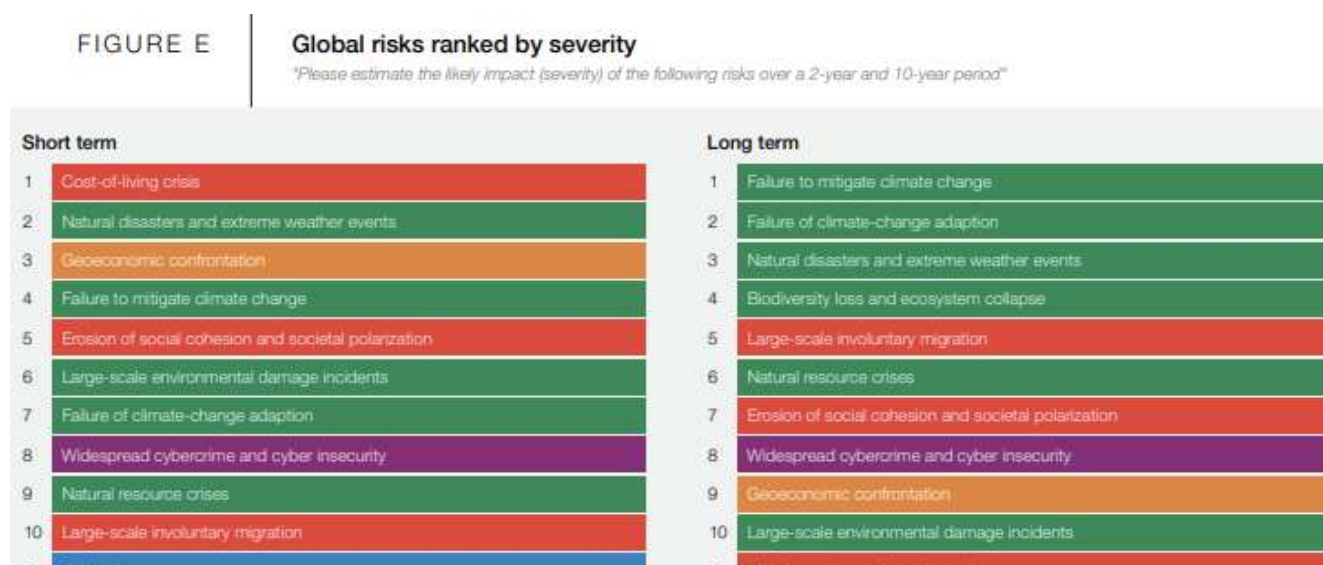 FIGURE E
Global risks ranked by severity
"Please estimate the likely impact (severity) of the following risks over a 2-year and 10-year period"
Short term
1 Cost-of-living crisis
2 Natural disasters and extreme weather events
3 Geoeconomic confrontation
4 Failure to mitigate climate change
5 Erosion of social cohesion and societal polarization
6 Large-scale environmental damage incidents
7 Failure of climate-change adaption
8 Widespread cybercrime and cyber insecurity
9 Natural resource crises
10 Large-scale involuntary migration
Long term
1 Failure to mitigate climate change
2 Failure of climate-change adaption
3 Natural disasters and extreme weather events
4 Biodiversity loss and ecosystem collapse
5 Large-scale involuntary migration
6 Natural resource crises
7 Erosion of social cohesion and societal polarization
8 Widespread cybercrime and cyber insecurity
9 Geoeconomic confrontation
10 Large-scale environmental damage incidents